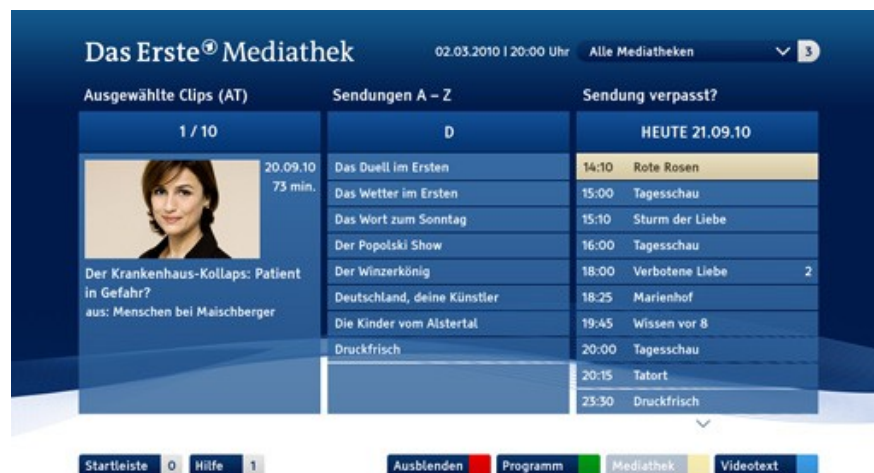 Das Erste Mediathek
02.03.2010 | 20:00 Uhr
Alle Mediatheken
3
Ausgewählte Clips (AT)
1 / 10
20.09.10
73 min.
Der Krankenhaus-Kollaps: Patient
in Gefahr?
aus: Menschen bei Maischberger
Sendungen A – Z
D
Das Duell im Ersten
Das Wetter im Ersten
Das Wort zum Sonntag
Der Popolski Show
Der Winzerkönig
Deutschland, deine Künstler
Die Kinder vom Alstertal
Druckfrisch
Sendung verpasst?
HEUTE 21.09.10
14:10 Rote Rosen
15:00 Tagesschau
15:10 Sturm der Liebe
16:00 Tagesschau
18:00 Verbotene Liebe 2
18:25 Marienhof
19:45 Wissen vor 8
20:00 Tagesschau
20:15 Tatort
23:30 Druckfrisch
Startleiste 0 Hilfe 1 Ausblenden Programm Mediathek Videotext